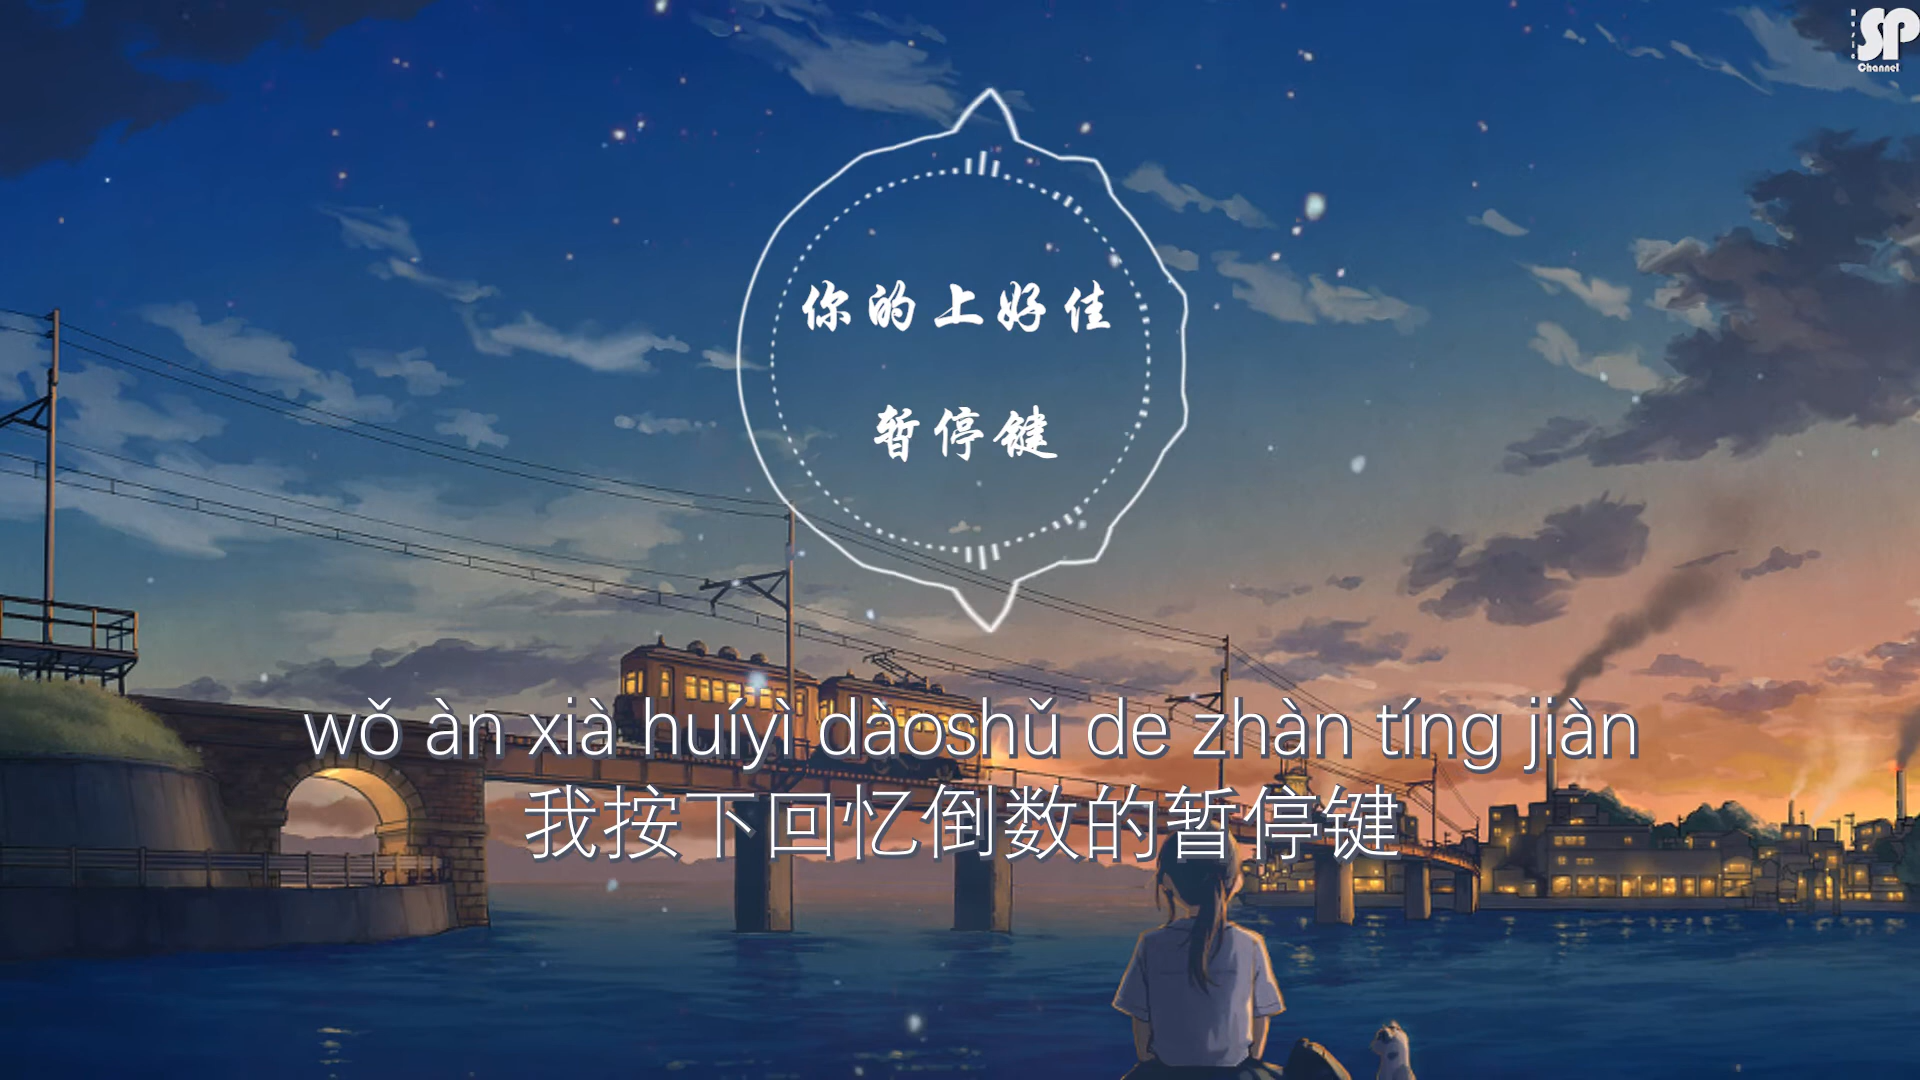 Music
SP
Channel
你的上好佳
暂停键
wǒ àn xià huíyì dàoshǔ de zhàn tíng jiàn
我按下回忆倒数的暂停键